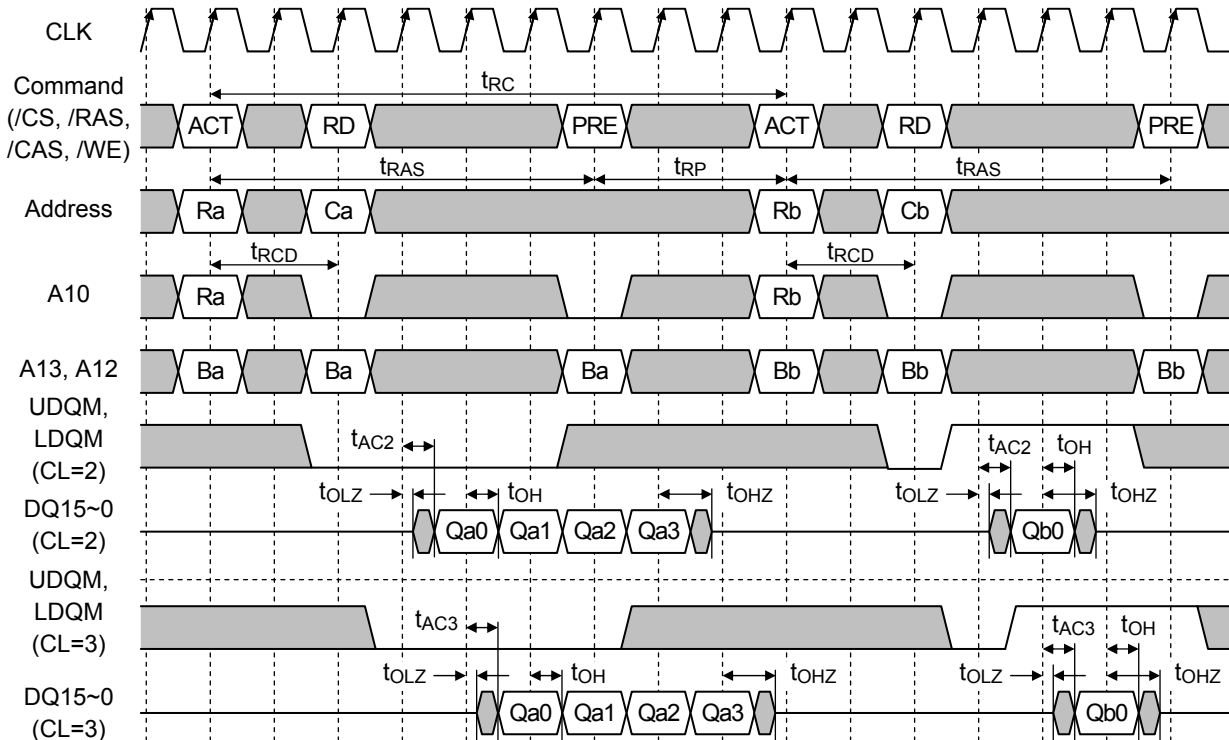 CLK
Command
(/CS, /RAS,
/CAS, /WE)
tRC
ACT RD PRE ACT RD PRE
tRAS tRP tRAS
Address
Ra Ca Rb Cb
tRCD tRCD
A10
Ra Rb
A13, A12
Ba Ba Ba Bb Bb Bb
UDQM,
LDQM
(CL=2)
tAC2 tAC2 tOH
tOLZ tOH tOHZ tOLZ tOHZ
DQ15~0
(CL=2)
Qa0 Qa1 Qa2 Qa3 Qb0
UDQM,
LDQM
(CL=3)
tAC3 tAC3 tOH
tOLZ tOH tOHZ tOLZ tOHZ
DQ15~0
(CL=3)
Qa0 Qa1 Qa2 Qa3 Qb0